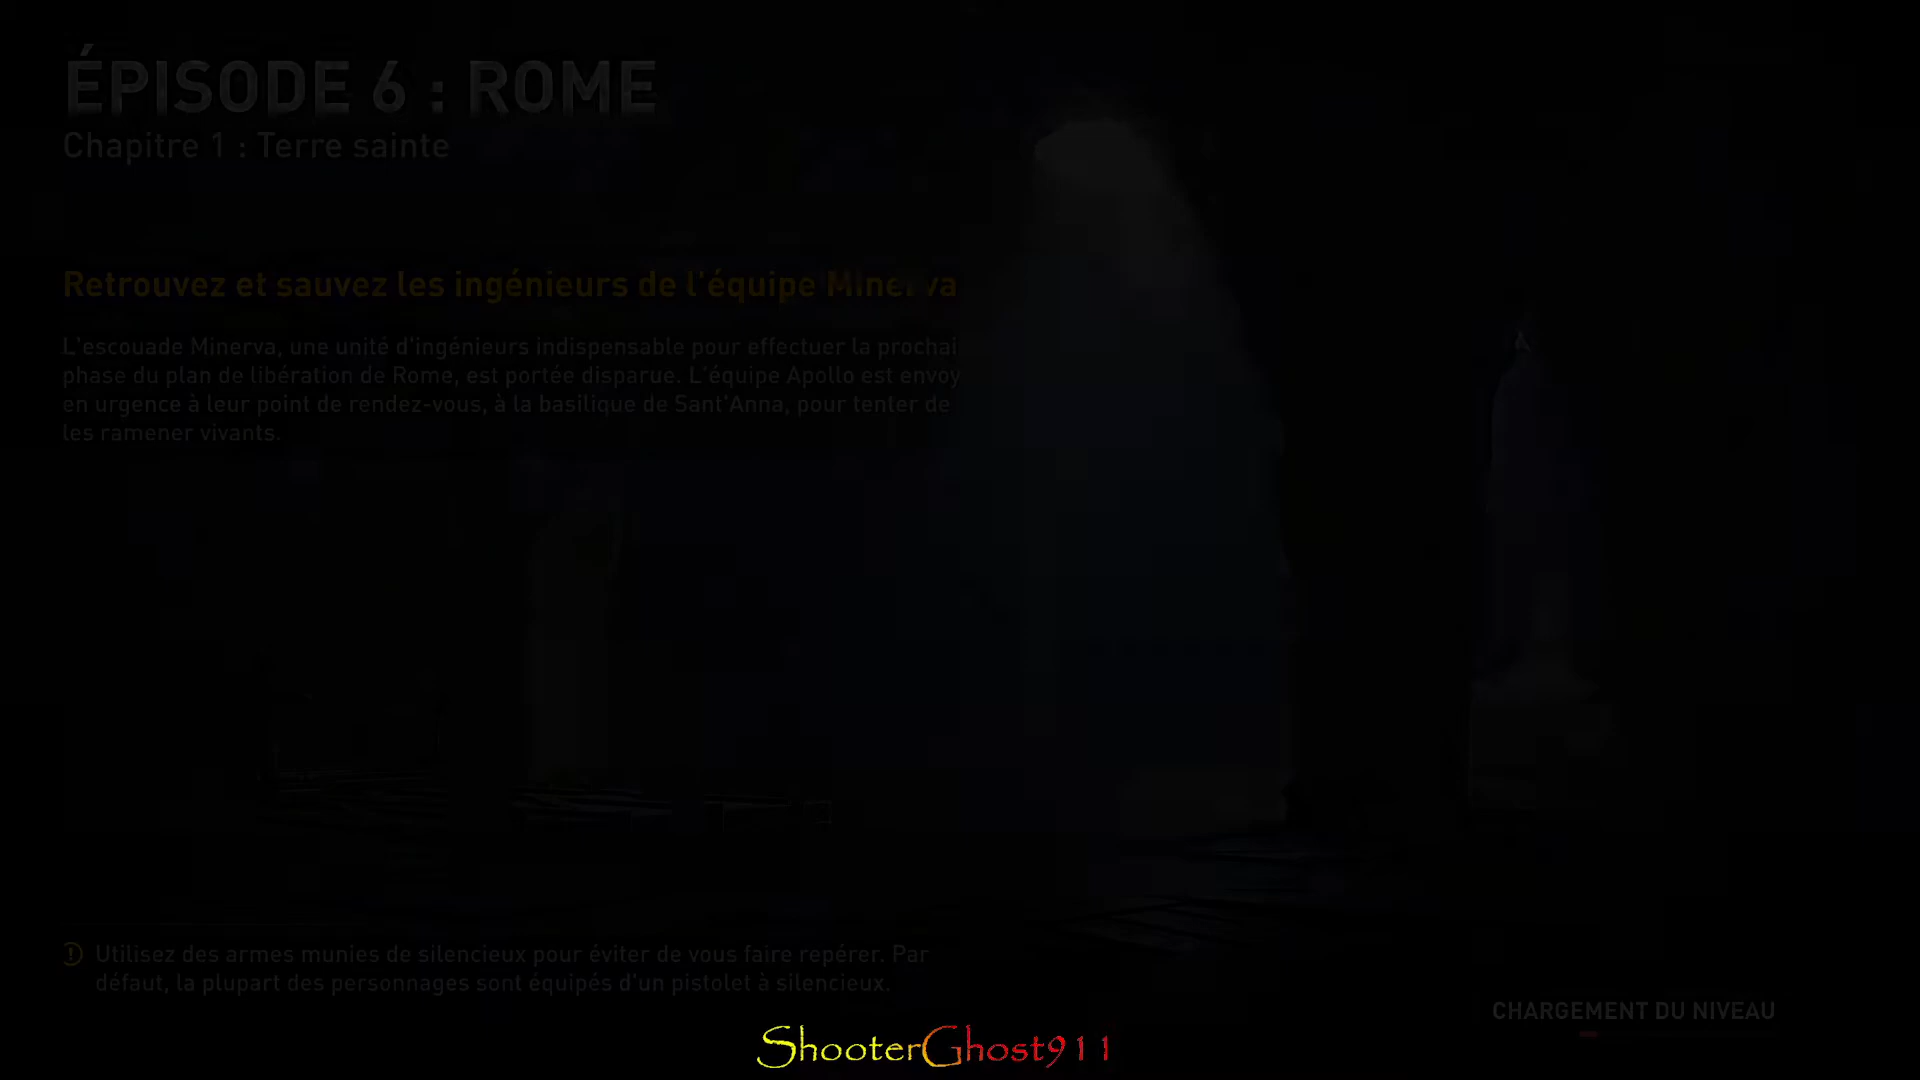 ÉPISODE 6 : ROME
Chapitre 1 : Terre sainte
Retrouvez et sauvez les ingénieurs de l'équipe Minerva
L'escouade Minerva, une unité d'ingénieurs indispensable pour effectuer la prochai
phase du plan de libération de Rome, est portée disparue. L'équipe Apollo est envoy
en urgence à leur point de rendez-vous, à la basilique de Sant'Anna, pour tenter de
les ramener vivants.
! Utilisez des armes munies de silencieux pour éviter de vous faire repérer. Par
défaut, la plupart des personnages sont équipés d'un pistolet à silencieux.
CHARGEMENT DU NIVEAU
ShooterGhost911